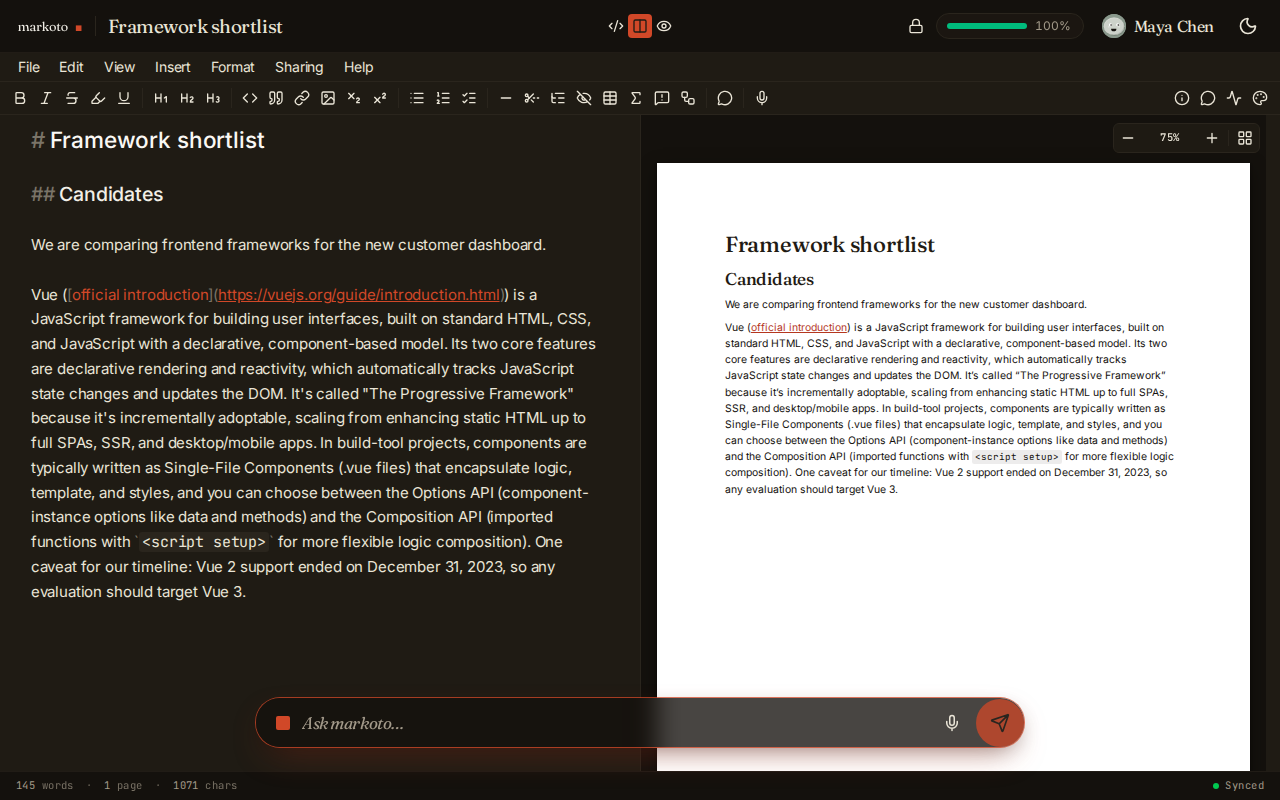 markoto
Framework shortlist
100%
Maya Chen
File Edit View Insert Format Sharing Help
H1 H2 H3
# Framework shortlist
## Candidates
We are comparing frontend frameworks for the new customer dashboard.
Vue ([official introduction](https://vuejs.org/guide/introduction.html)) is a
JavaScript framework for building user interfaces, built on standard HTML, CSS,
and JavaScript with a declarative, component-based model. Its two core features
are declarative rendering and reactivity, which automatically tracks JavaScript
state changes and updates the DOM. It's called "The Progressive Framework"
because it's incrementally adoptable, scaling from enhancing static HTML up to
full SPAs, SSR, and desktop/mobile apps. In build-tool projects, components are
typically written as Single-File Components (.vue files) that encapsulate logic,
template, and styles, and you can choose between the Options API (component-
instance options like data and methods) and the Composition API (imported
functions with `<script setup>` for more flexible logic composition). One
caveat for our timeline: Vue 2 support ended on December 31, 2023, so any
evaluation should target Vue 3.
75%
Framework shortlist
Candidates
We are comparing frontend frameworks for the new customer dashboard.
Vue (official introduction) is a JavaScript framework for building user interfaces, built on
standard HTML, CSS, and JavaScript with a declarative, component-based model. Its two
core features are declarative rendering and reactivity, which automatically tracks
JavaScript state changes and updates the DOM. It's called “The Progressive Framework”
because it's incrementally adoptable, scaling from enhancing static HTML up to full SPAs,
SSR, and desktop/mobile apps. In build-tool projects, components are typically written as
Single-File Components (.vue files) that encapsulate logic, template, and styles, and you
can choose between the Options API (component-instance options like data and methods)
and the Composition API (imported functions with <script setup> for more flexible logic
composition). One caveat for our timeline: Vue 2 support ended on December 31, 2023, so
any evaluation should target Vue 3.
Ask markoto...
145 words · 1 page · 1071 chars
Synced